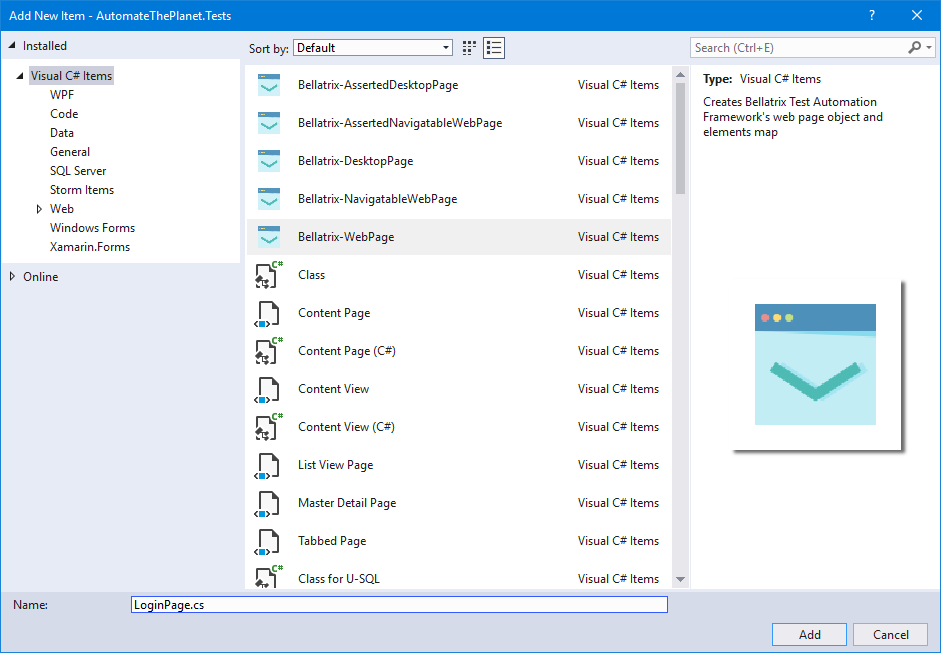 Add New Item - AutomateThePlanet.Tests
?
Installed
Sort by: Default
Search (Ctrl+E)
Visual C# Items
WPF
Code
Data
General
SQL Server
Storm Items
Web
Windows Forms
Xamarin.Forms
Online
Bellatrix-AssertedDesktopPage Visual C# Items
Bellatrix-AssertedNavigatableWebPage Visual C# Items
Bellatrix-DesktopPage Visual C# Items
Bellatrix-NavigatableWebPage Visual C# Items
Bellatrix-WebPage Visual C# Items
C# Class Visual C# Items
Content Page Visual C# Items
C# Content Page (C#) Visual C# Items
Content View Visual C# Items
C# Content View (C#) Visual C# Items
List View Page Visual C# Items
Master Detail Page Visual C# Items
Tabbed Page Visual C# Items
C# Class for U-SQL Visual C# Items
Type: Visual C# Items
Creates Bellatrix Test Automation
Framework's web page object and
elements map
Name: LoginPage.cs
Add Cancel